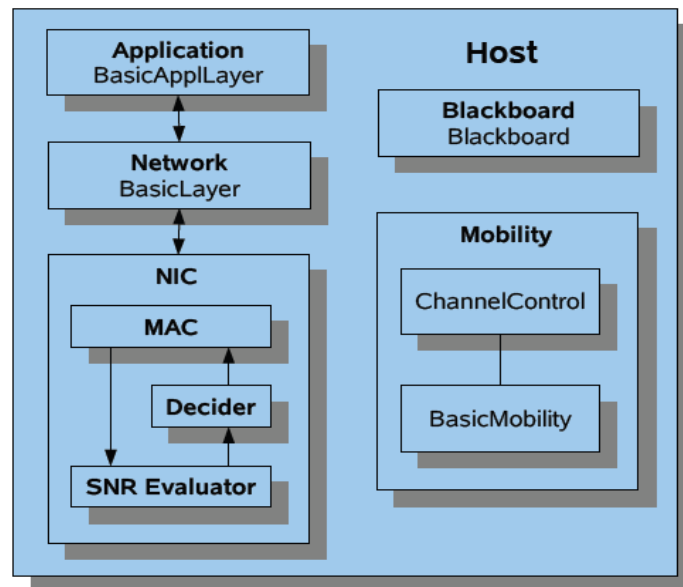 Host
Application
BasicApplLayer
Network
BasicLayer
NIC
MAC
Decider
SNR Evaluator
Blackboard
Blackboard
Mobility
ChannelControl
BasicMobility